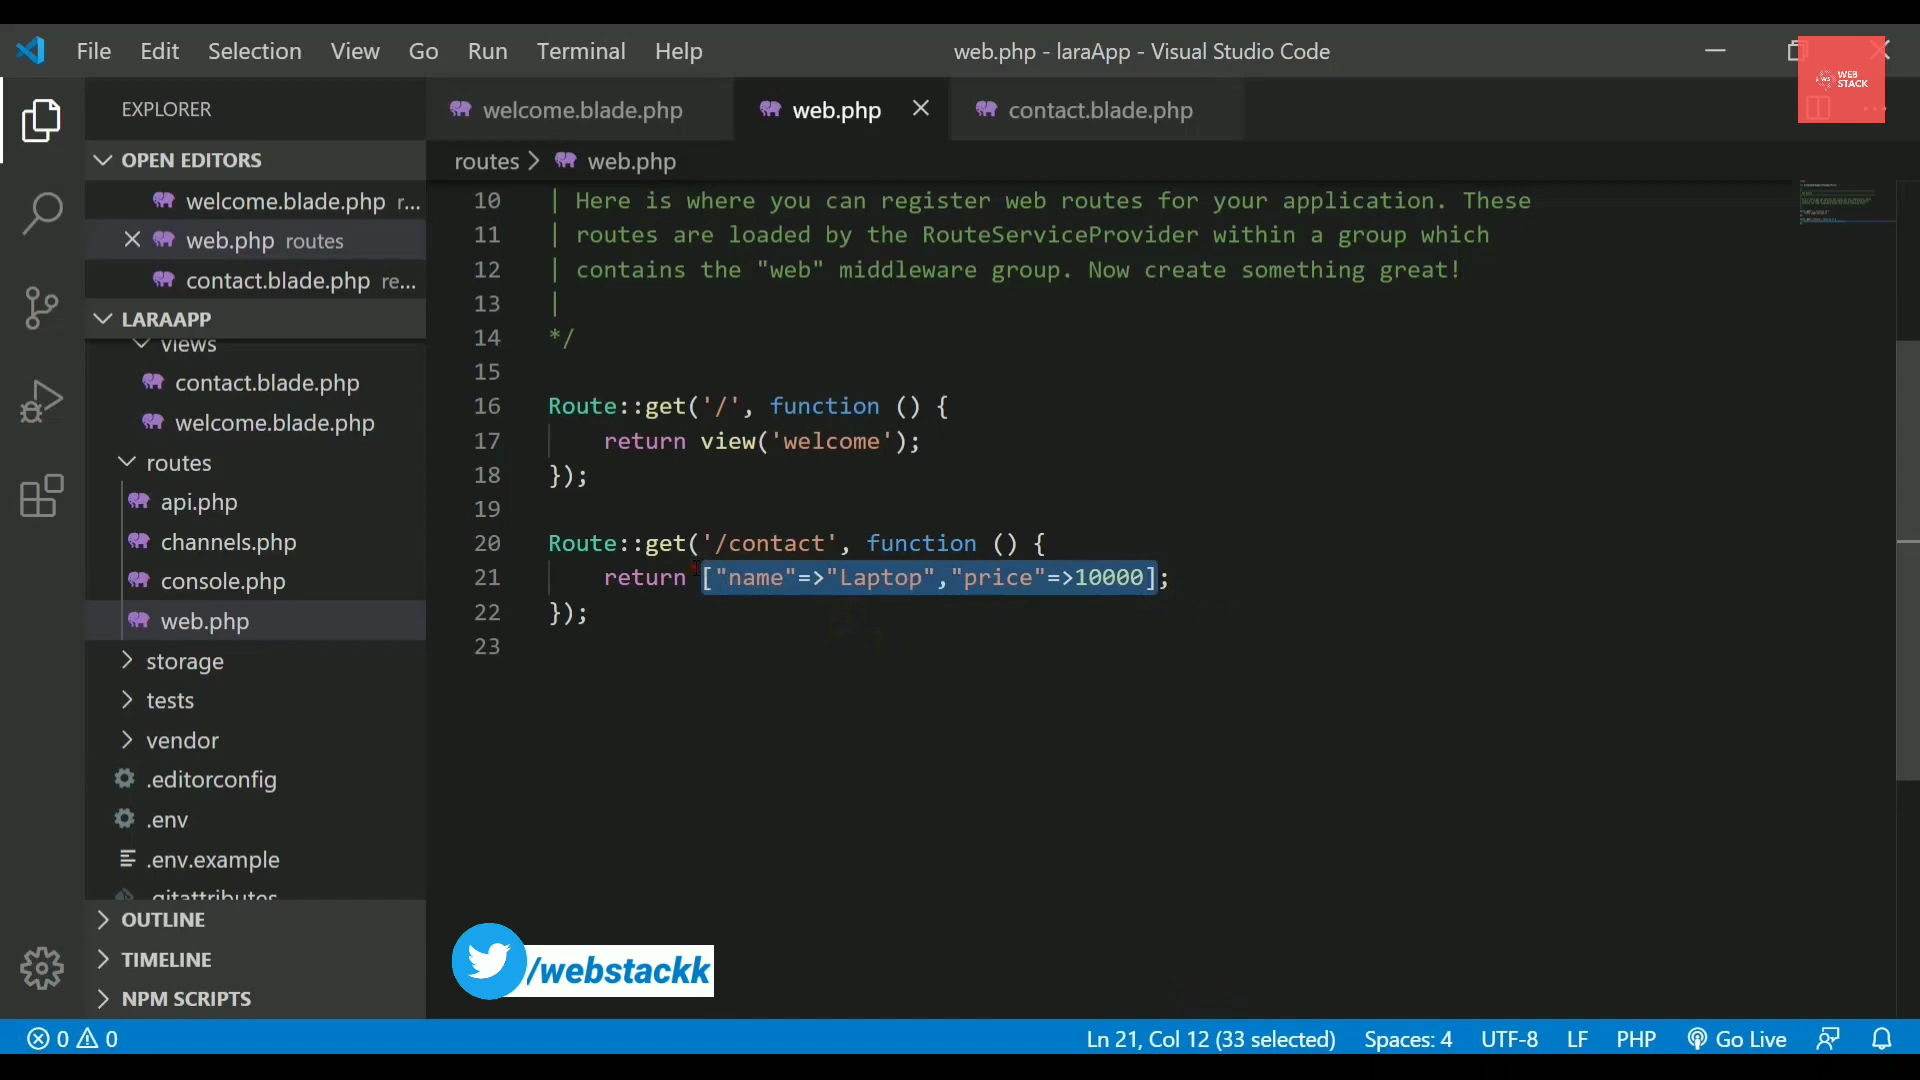 File Edit Selection View Go Run Terminal Help web.php - laraApp - Visual Studio Code
WEB
STACK
WS
EXPLORER
welcome.blade.php web.php contact.blade.php
OPEN EDITORS
routes > web.php
welcome.blade.php r...
web.php routes
contact.blade.php re...
LARAAPP
views
contact.blade.php
welcome.blade.php
routes
api.php
channels.php
console.php
web.php
storage
tests
vendor
.editorconfig
.env
.env.example
.gitattributes
OUTLINE
TIMELINE
NPM SCRIPTS
10 | Here is where you can register web routes for your application. These
11 | routes are loaded by the RouteServiceProvider within a group which
12 | contains the "web" middleware group. Now create something great!
13 |
14 */
15
16 Route::get('/', function () {
17 return view('welcome');
18 });
19
20 Route::get('/contact', function () {
21 return ["name"=>"Laptop","price"=>10000];
22 });
23
/webstackk
0 0 Ln 21, Col 12 (33 selected) Spaces: 4 UTF-8 LF PHP Go Live